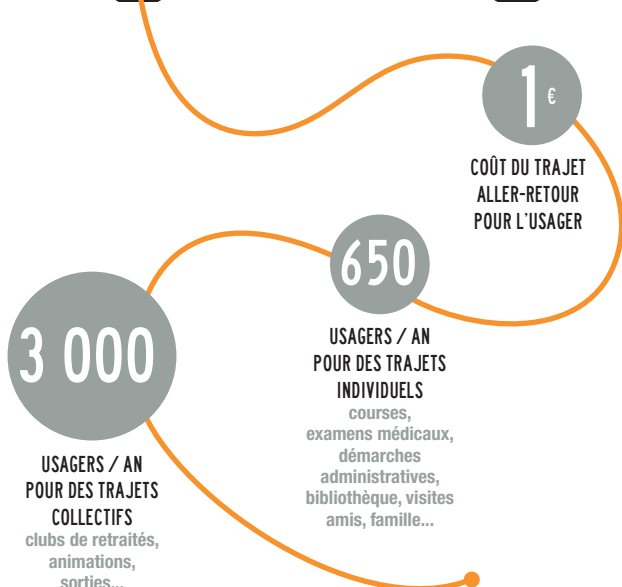 1 €
COÛT DU TRAJET
ALLER-RETOUR
POUR L'USAGER
650
USAGERS / AN
POUR DES TRAJETS
INDIVIDUELS
courses,
examens médicaux,
démarches
administratives,
bibliothèque, visites
amis, famille...
3 000
USAGERS / AN
POUR DES TRAJETS
COLLECTIFS
clubs de retraités,
animations,
sorties...